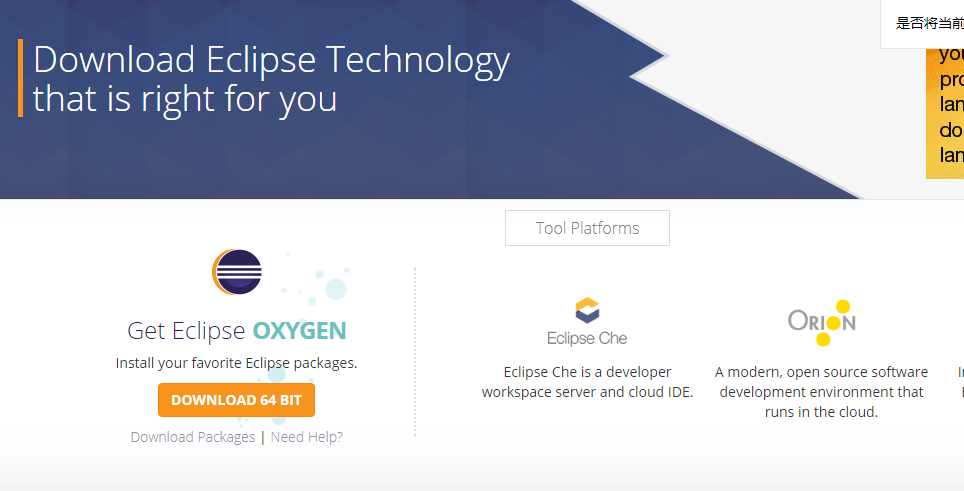 是否将当前
Download Eclipse Technology
that is right for you
pro
lan
do
lan
Tool Platforms
Get Eclipse OXYGEN
Install your favorite Eclipse packages.
DOWNLOAD 64 BIT
Download Packages | Need Help?
Eclipse Che
Eclipse Che is a developer
workspace server and cloud IDE.
ORION
A modern, open source software
development environment that
runs in the cloud.